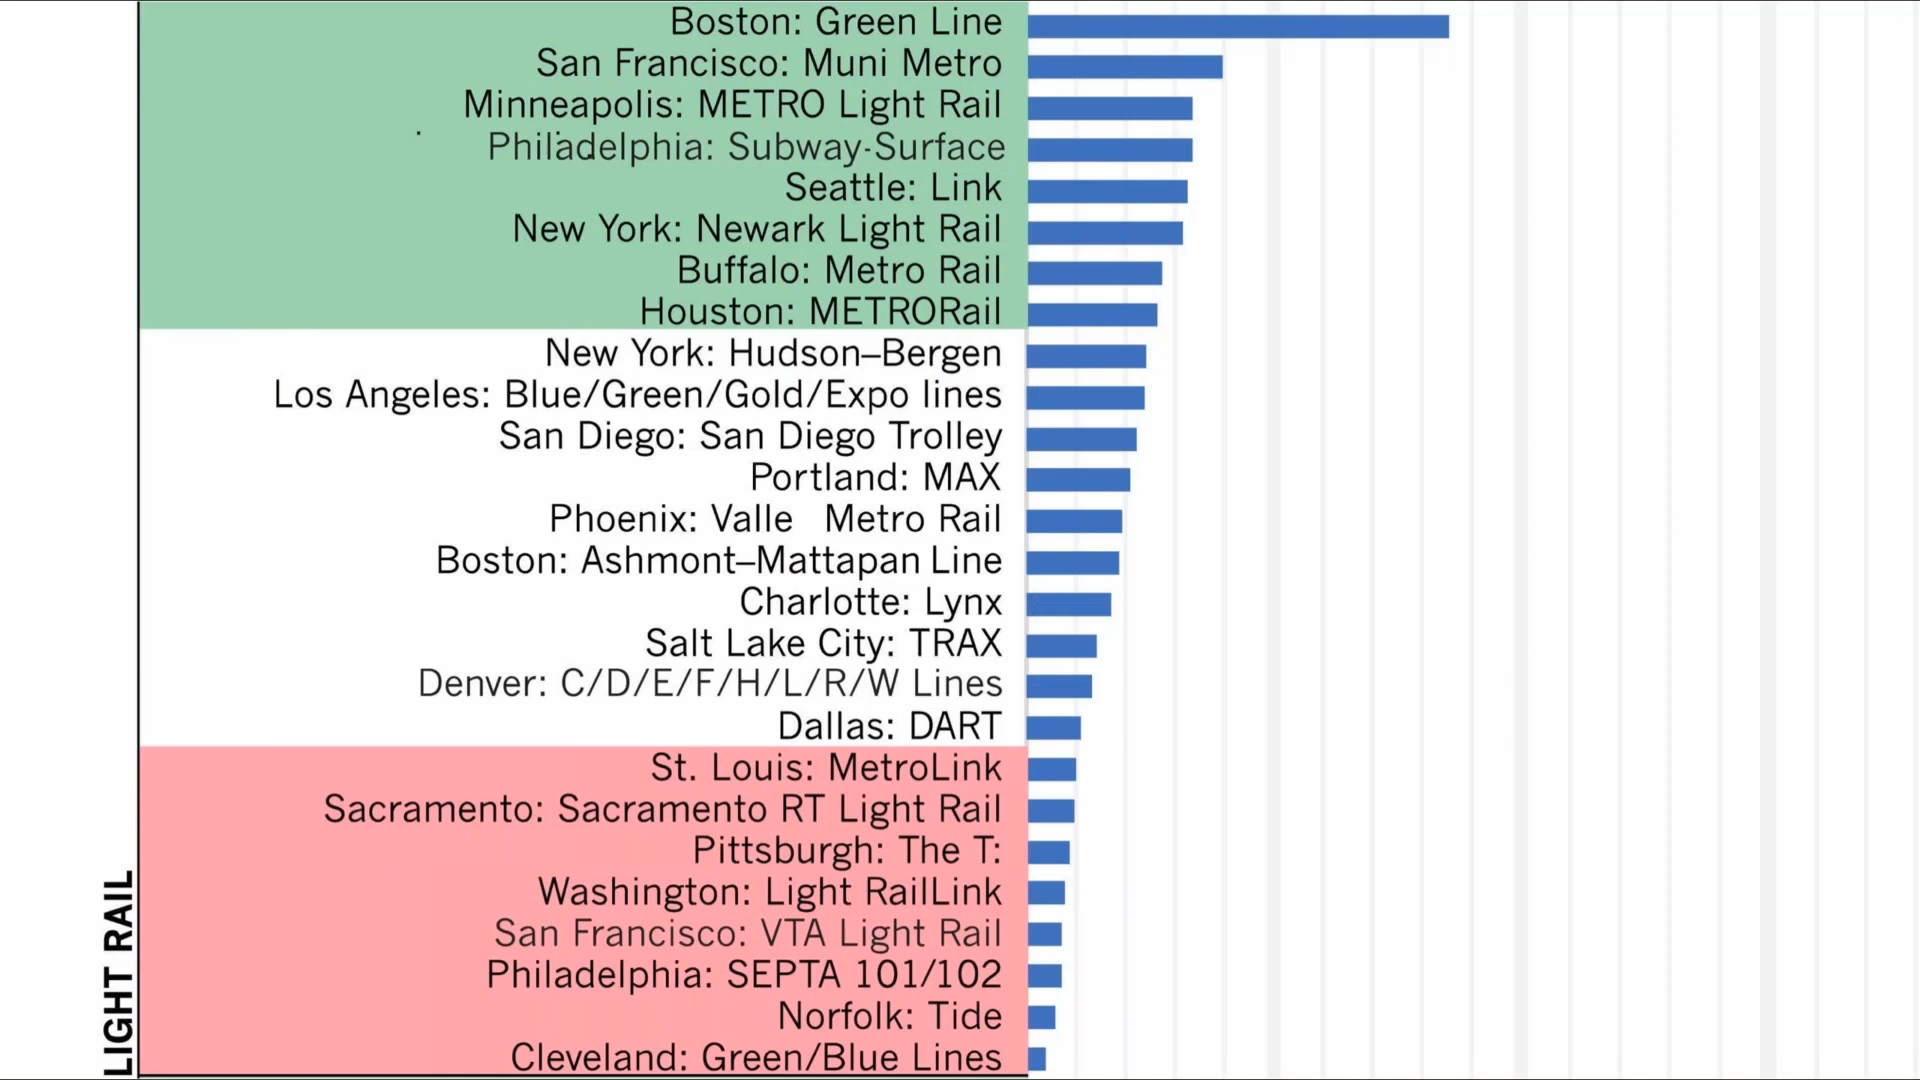 Boston: Green Line
San Francisco: Muni Metro
Minneapolis: METRO Light Rail
Philadelphia: Subway-Surface
Seattle: Link
New York: Newark Light Rail
Buffalo: Metro Rail
Houston: METRORail
New York: Hudson–Bergen
Los Angeles: Blue/Green/Gold/Expo lines
San Diego: San Diego Trolley
Portland: MAX
Phoenix: Valle Metro Rail
Boston: Ashmont–Mattapan Line
Charlotte: Lynx
Salt Lake City: TRAX
Denver: C/D/E/F/H/L/R/W Lines
Dallas: DART
St. Louis: MetroLink
Sacramento: Sacramento RT Light Rail
Pittsburgh: The T:
Washington: Light RailLink
San Francisco: VTA Light Rail
Philadelphia: SEPTA 101/102
Norfolk: Tide
Cleveland: Green/Blue Lines
LIGHT RAIL